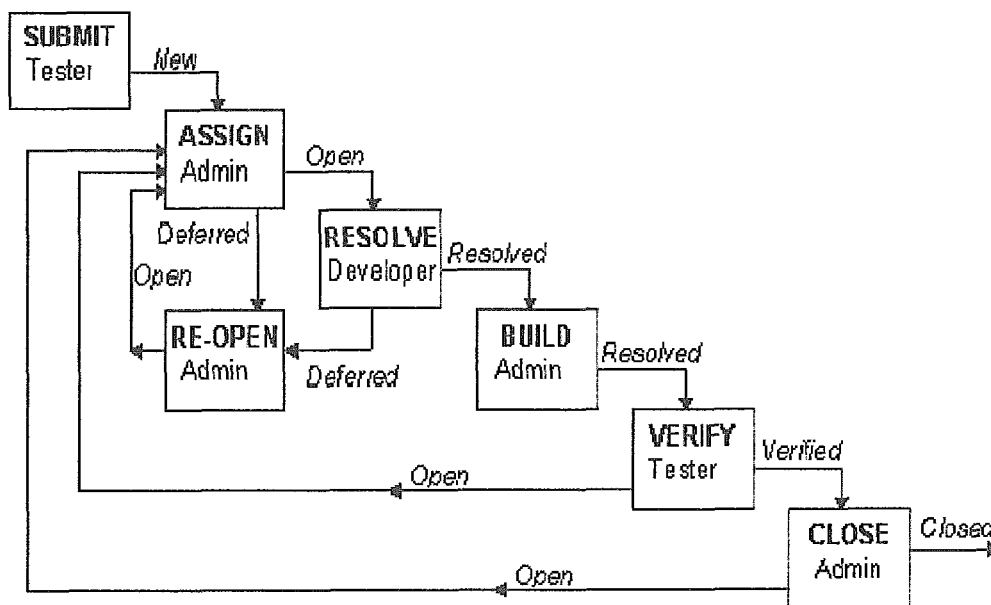 SUBMIT
Tester
New
ASSIGN
Admin
Open
Deferred
RESOLVE
Developer
Resolved
Open
RE-OPEN
Admin
Deferred
BUILD
Admin
Resolved
VERIFY
Tester
Verified
Open
CLOSE
Admin
Closed
Open